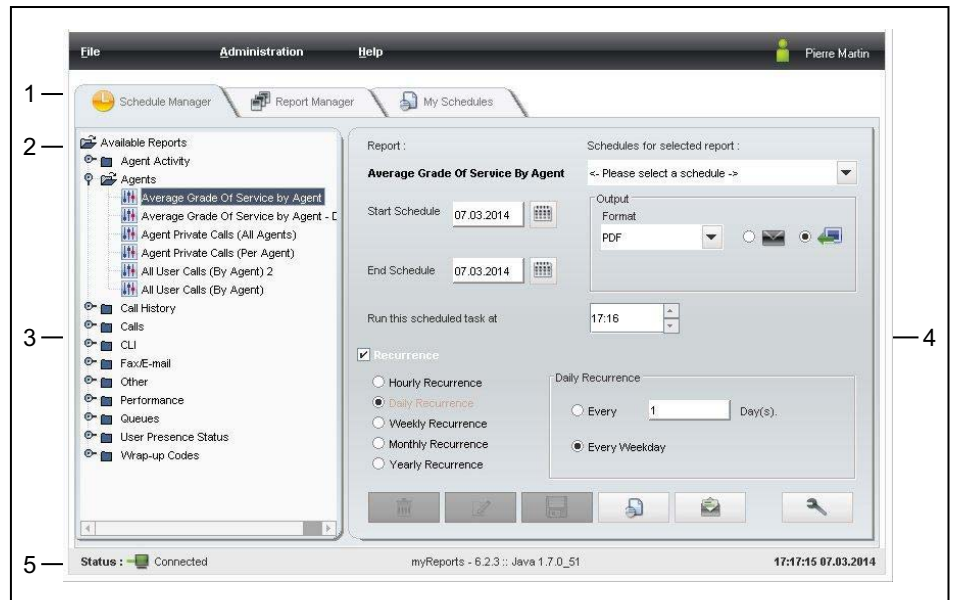 File Administration Help Pierre Martin
1
Schedule Manager Report Manager My Schedules
2
Available Reports
Agent Activity
Agents
Average Grade Of Service by Agent
Average Grade Of Service by Agent - D
Agent Private Calls (All Agents)
Agent Private Calls (Per Agent)
All User Calls (By Agent) 2
All User Calls (By Agent)
Call History
Calls
3
CLI
Fax/E-mail
Other
Performance
Queues
User Presence Status
Wrap-up Codes
Report : Schedules for selected report :
Average Grade Of Service By Agent <- Please select a schedule ->
Output
Start Schedule 07.03.2014 Format
PDF
End Schedule 07.03.2014
Run this scheduled task at 17:16
4
Recurrence
Hourly Recurrence
Daily Recurrence
Weekly Recurrence
Monthly Recurrence
Yearly Recurrence
Daily Recurrence
Every 1 Day(s).
Every Weekday
5
Status : Connected myReports - 6.2.3 :: Java 1.7.0_51 17:17:15 07.03.2014